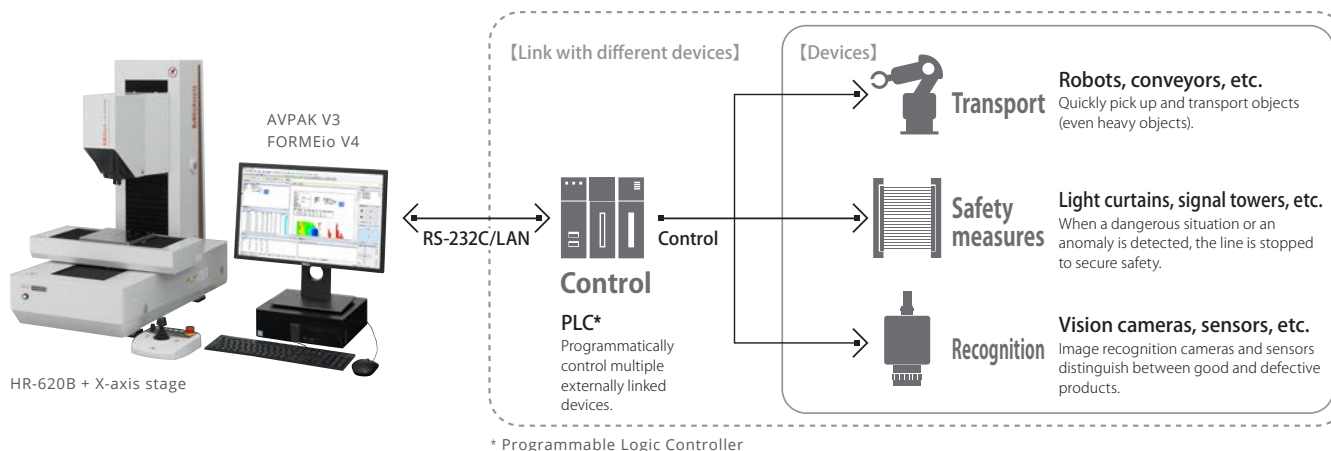 【Link with different devices】
【Devices】
AVPAK V3
FORMEio V4
HR-620B + X-axis stage
RS-232C/LAN
Control
PLC*
Programmatically
control multiple
externally linked
devices.
Control
Transport
Robots, conveyors, etc.
Quickly pick up and transport objects
(even heavy objects).
Safety
measures
Light curtains, signal towers, etc.
When a dangerous situation or an
anomaly is detected, the line is stopped
to secure safety.
Recognition
Vision cameras, sensors, etc.
Image recognition cameras and sensors
distinguish between good and defective
products.
* Programmable Logic Controller